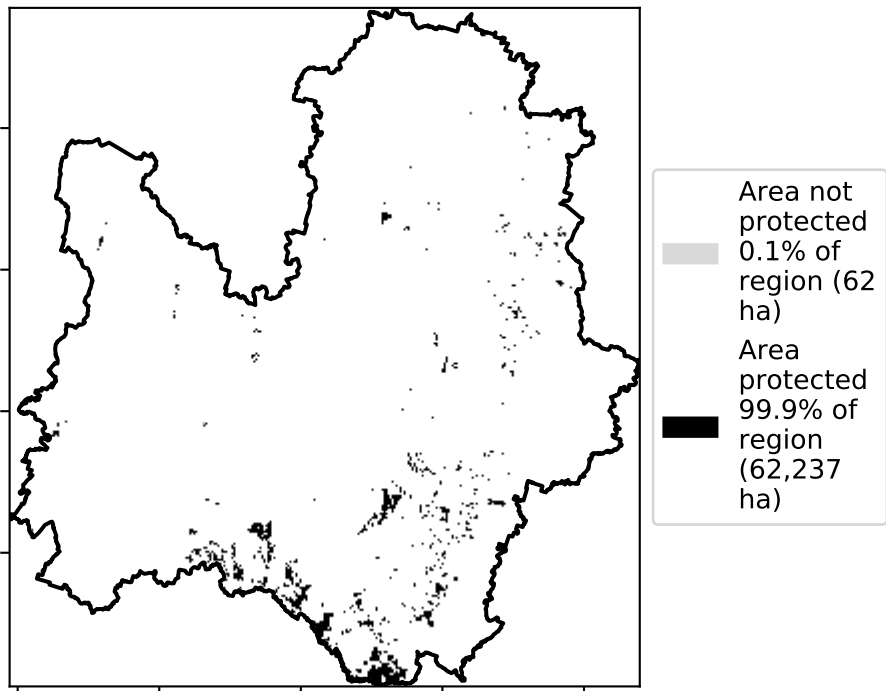 Area not
protected
0.1% of
region (62
ha)
Area
protected
99.9% of
region
(62,237
ha)